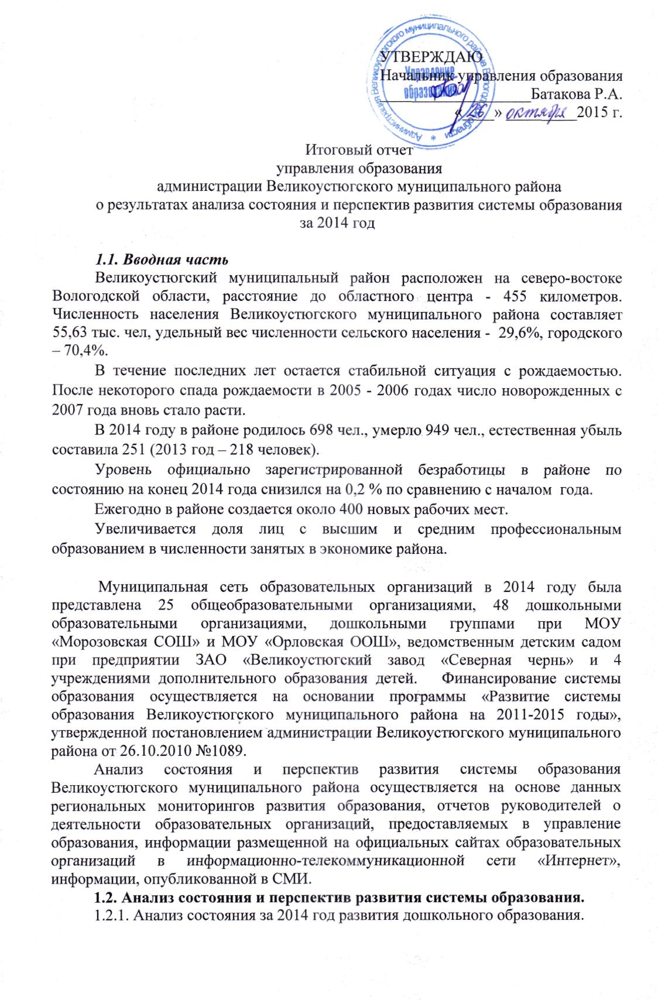 УТВЕРЖДАЮ
Начальник управления образования
____________________Батакова Р.А.
«26» октября 2015 г.
Администрация Великоустюгского муниципального района Вологодской области *
Управление
образования
Итоговый отчет
управления образования
администрации Великоустюгского муниципального района
о результатах анализа состояния и перспектив развития системы образования
за 2014 год
1.1. Вводная часть
Великоустюгский муниципальный район расположен на северо-востоке
Вологодской области, расстояние до областного центра - 455 километров.
Численность населения Великоустюгского муниципального района составляет
55,63 тыс. чел, удельный вес численности сельского населения - 29,6%, городского
– 70,4%.
В течение последних лет остается стабильной ситуация с рождаемостью.
После некоторого спада рождаемости в 2005 - 2006 годах число новорожденных с
2007 года вновь стало расти.
В 2014 году в районе родилось 698 чел., умерло 949 чел., естественная убыль
составила 251 (2013 год – 218 человек).
Уровень официально зарегистрированной безработицы в районе по
состоянию на конец 2014 года снизился на 0,2 % по сравнению с началом года.
Ежегодно в районе создается около 400 новых рабочих мест.
Увеличивается доля лиц с высшим и средним профессиональным
образованием в численности занятых в экономике района.
Муниципальная сеть образовательных организаций в 2014 году была
представлена 25 общеобразовательными организациями, 48 дошкольными
образовательными организациями, дошкольными группами при МОУ
«Морозовская СОШ» и МОУ «Орловская ООШ», ведомственным детским садом
при предприятии ЗАО «Великоустюгский завод «Северная чернь» и 4
учреждениями дополнительного образования детей. Финансирование системы
образования осуществляется на основании программы «Развитие системы
образования Великоустюгского муниципального района на 2011-2015 годы»,
утвержденной постановлением администрации Великоустюгского муниципального
района от 26.10.2010 №1089.
Анализ состояния и перспектив развития системы образования
Великоустюгского муниципального района осуществляется на основе данных
региональных мониторингов развития образования, отчетов руководителей о
деятельности образовательных организаций, предоставляемых в управление
образования, информации размещенной на официальных сайтах образовательных
организаций в информационно-телекоммуникационной сети «Интернет»,
информации, опубликованной в СМИ.
1.2. Анализ состояния и перспектив развития системы образования.
1.2.1. Анализ состояния за 2014 год развития дошкольного образования.